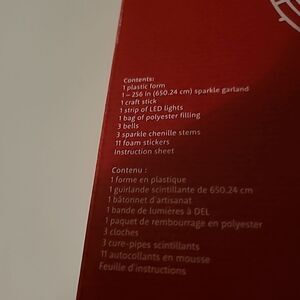 Contents:
1 plastic form
1 – 256 in (650.24 cm) sparkle garland
1 craft stick
1 strip of LED lights
1 bag of polyester filling
3 bells
3 sparkle chenille stems
11 foam stickers
Instruction sheet
Contenu :
1 forme en plastique
1 guirlande scintillante de 650.24 cm
1 bâtonnet d'artisanat
1 bande de lumières à DEL
1 paquet de rembourrage en polyester
3 cloches
3 cure-pipes scintillants
11 autocollants en mousse
Feuille d'instructions